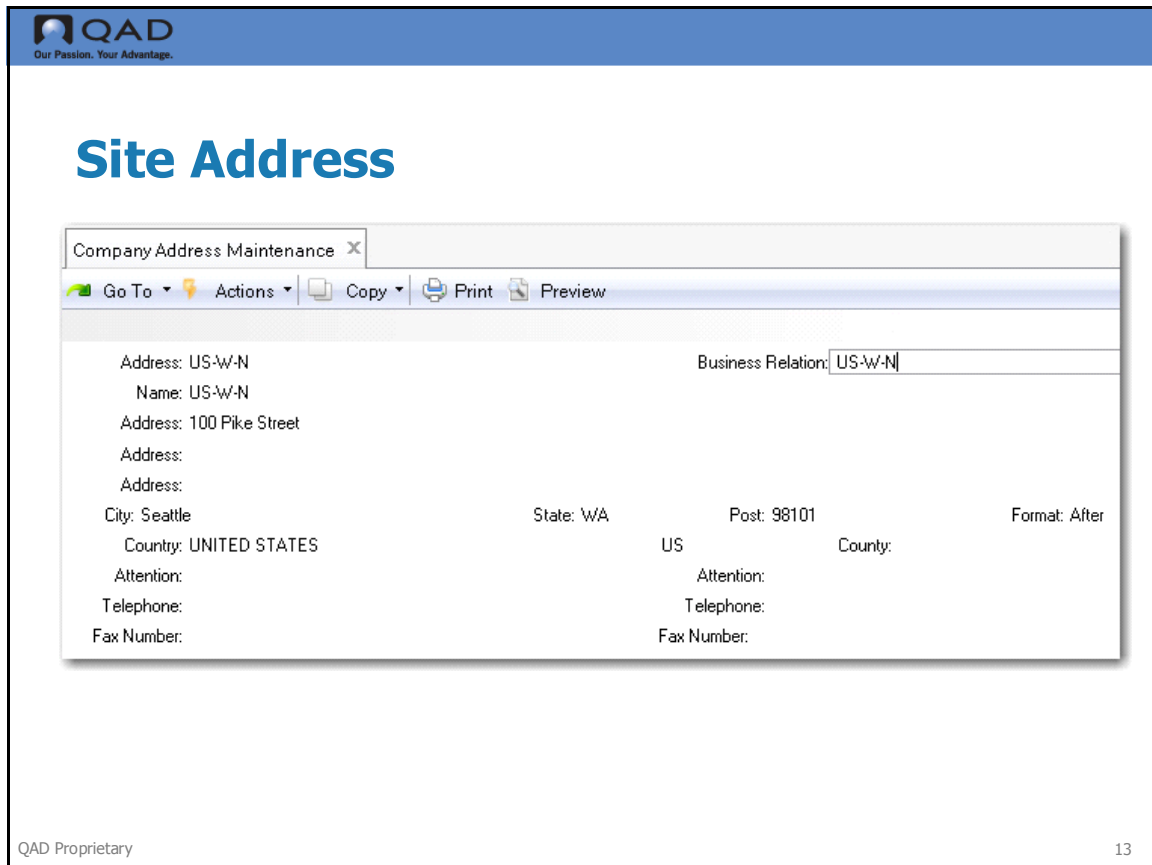 QAD
Our Passion. Your Advantage.
Site Address
Company Address Maintenance
Go To Actions Copy Print Preview
Address: US-W-N Business Relation: US-W-N
Name: US-W-N
Address: 100 Pike Street
Address:
Address:
City: Seattle State: WA Post: 98101 Format: After
Country: UNITED STATES US County:
Attention: Attention:
Telephone: Telephone:
Fax Number: Fax Number:
QAD Proprietary 13